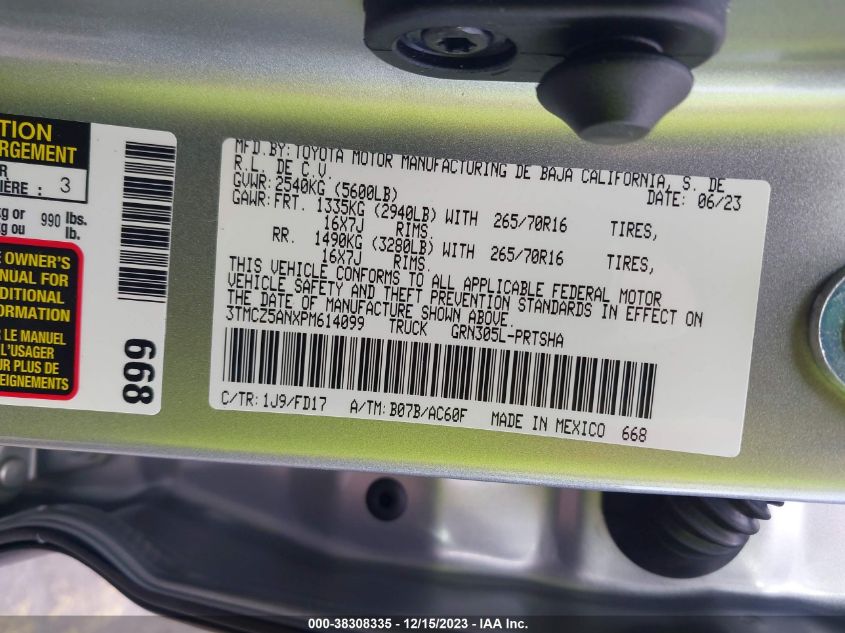 TION
RGEMENT
R
IÈRE : 3
kg or 990 lbs.
kg ou lb.
E OWNER'S
ANUAL FOR
DITIONAL
ORMATION
R LE MANUEL
L'USAGER
UR PLUS DE
EIGNEMENTS
899
MFD.BY:TOYOTA MOTOR MANUFACTURING DE BAJA CALIFORNIA, S. DE
R.L. DE C.V. DATE: 06/23
GVWR:2540KG (5600LB)
GAWR:FRT. 1335KG (2940LB) WITH 265/70R16 TIRES,
16X7J RIMS.
RR. 1490KG (3280LB) WITH 265/70R16 TIRES,
16X7J RIMS.
THIS VEHICLE CONFORMS TO ALL APPLICABLE FEDERAL MOTOR
VEHICLE SAFETY AND THEFT PREVENTION STANDARDS IN EFFECT ON
THE DATE OF MANUFACTURE SHOWN ABOVE.
3TMCZ5ANXPM614099 TRUCK GRN305L-PRTSHA
C/TR: 1J9/FD17 A/TM: B07B/AC60F MADE IN MEXICO 668
000-38308335 - 12/15/2023 - IAA Inc.